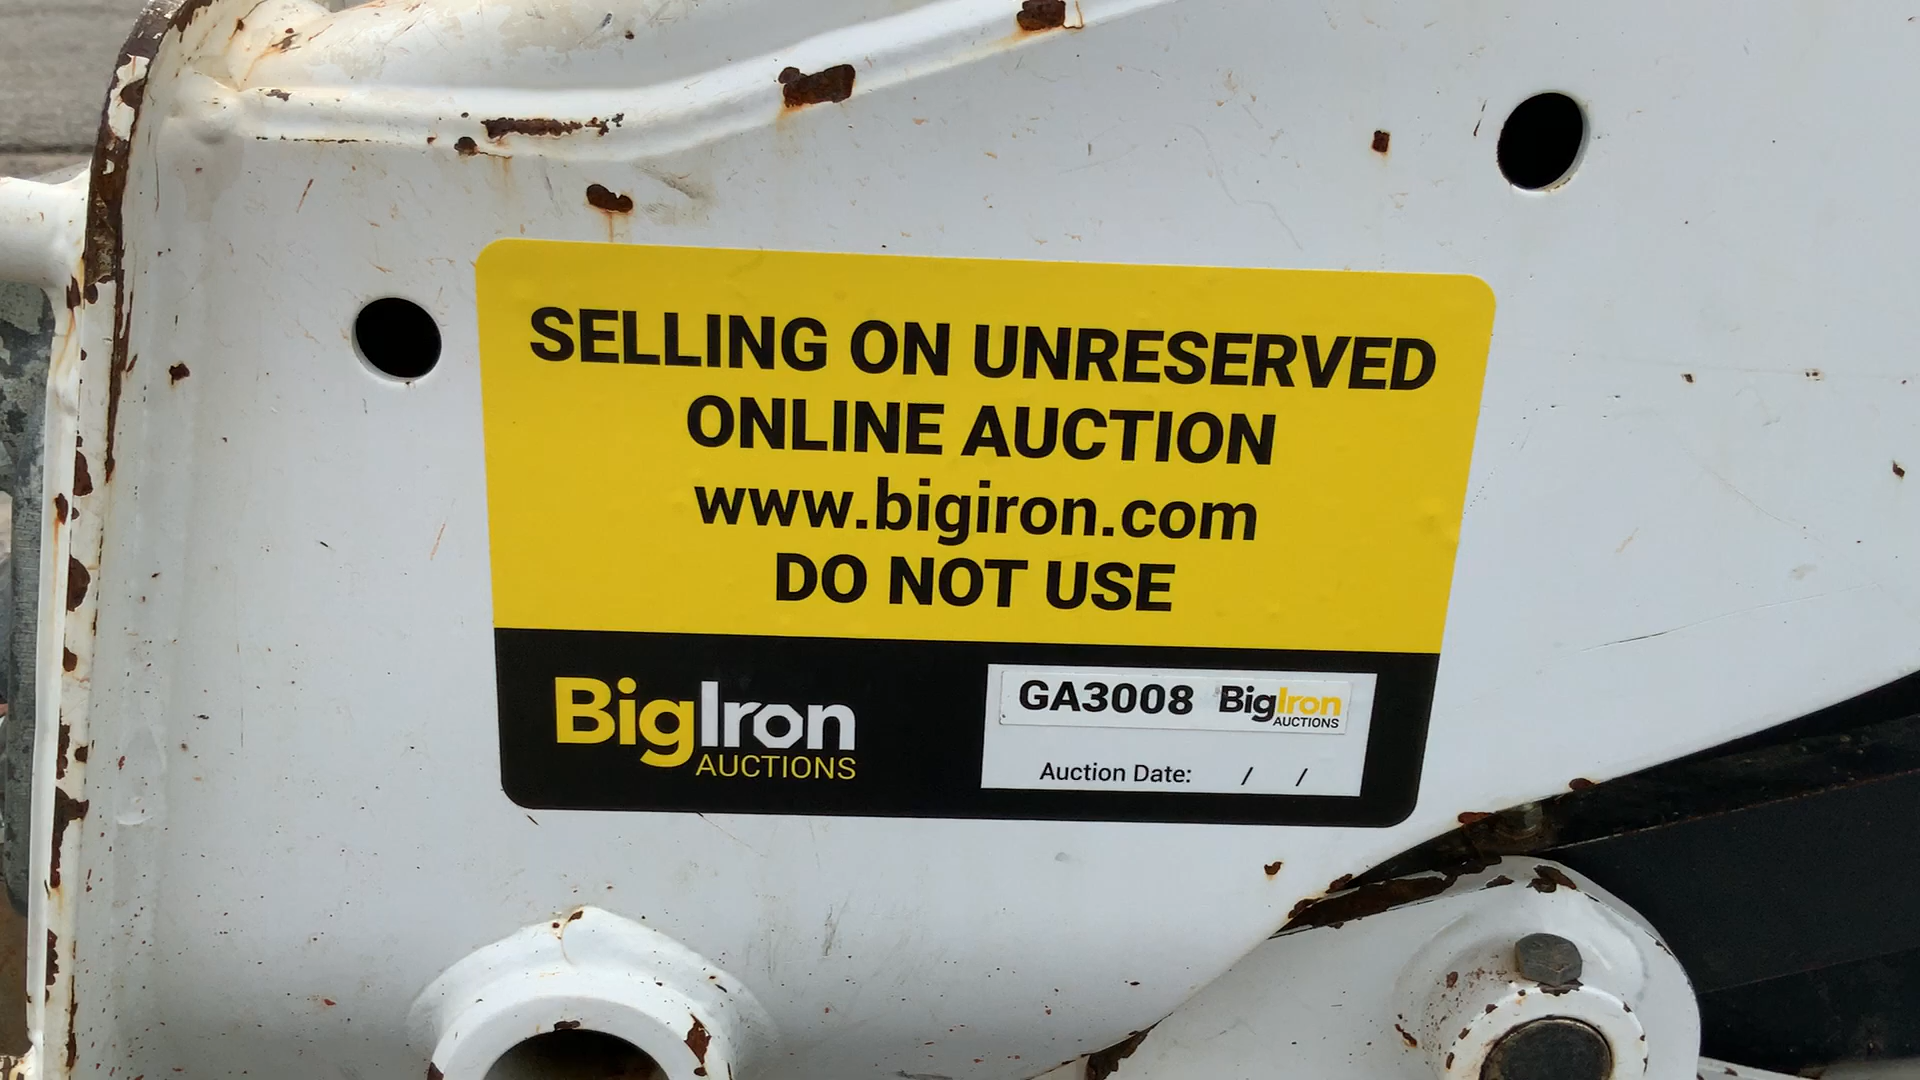 SELLING ON UNRESERVED
ONLINE AUCTION
www.bigiron.com
DO NOT USE
BigIron
AUCTIONS
GA3008 BigIron
AUCTIONS
Auction Date: / /